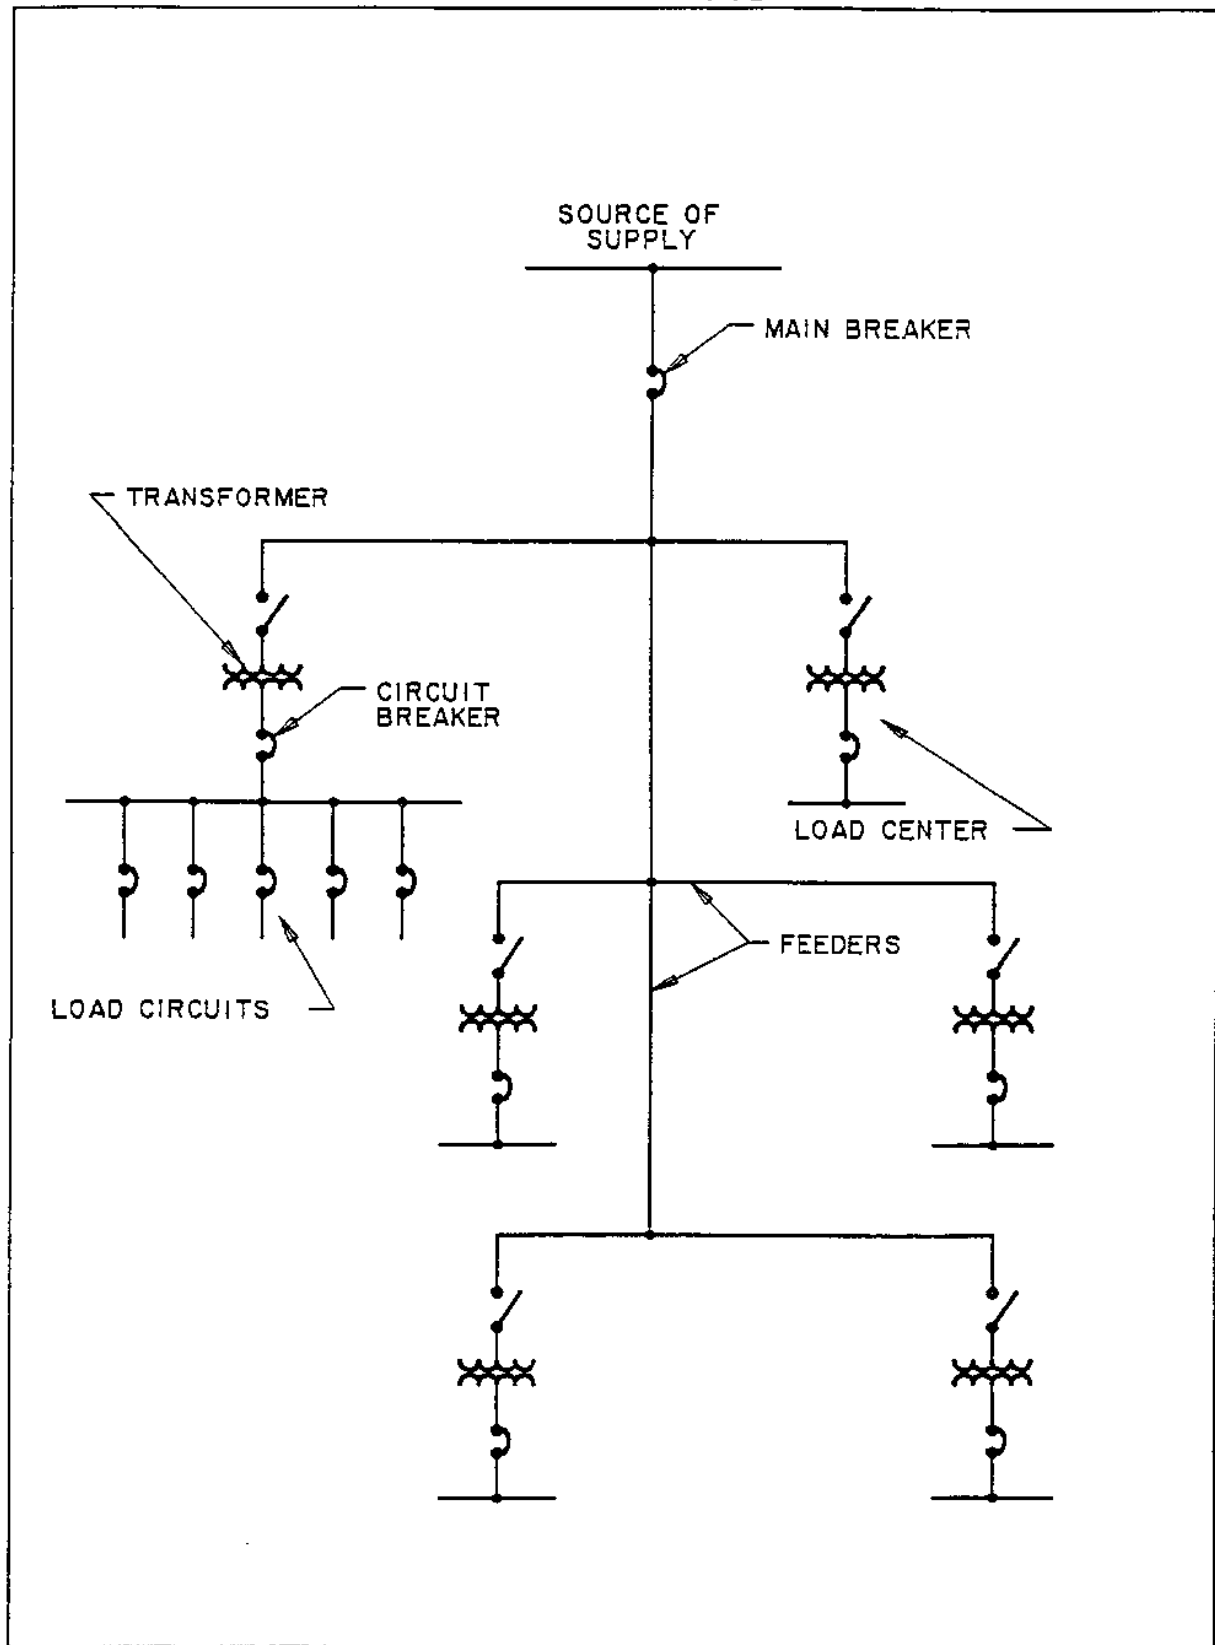 SOURCE OF
SUPPLY
MAIN BREAKER
TRANSFORMER
CIRCUIT
BREAKER
LOAD CENTER
FEEDERS
LOAD CIRCUITS